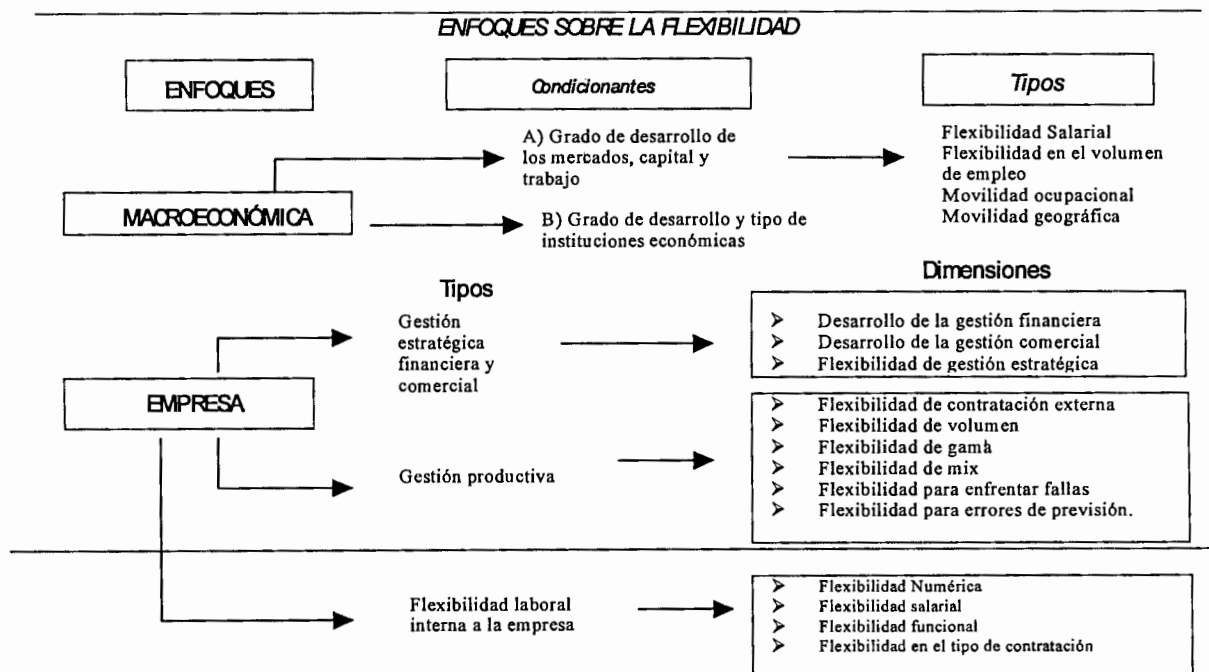 ENFOQUES SOBRE LA FLEXIBILIDAD
ENFOQUES
Condicionantes
Tipos
MACROECONÓMICA
A) Grado de desarrollo de
los mercados, capital y
trabajo
B) Grado de desarrollo y tipo de
instituciones económicas
Flexibilidad Salarial
Flexibilidad en el volumen
de empleo
Movilidad ocupacional
Movilidad geográfica
Tipos
Dimensiones
EMPRESA
Gestión
estratégica
financiera y
comercial
➢ Desarrollo de la gestión financiera
➢ Desarrollo de la gestión comercial
➢ Flexibilidad de gestión estratégica
Gestión productiva
➢ Flexibilidad de contratación externa
➢ Flexibilidad de volumen
➢ Flexibilidad de gama
➢ Flexibilidad de mix
➢ Flexibilidad para enfrentar fallas
➢ Flexibilidad para errores de previsión.
Flexibilidad laboral
interna a la empresa
➢ Flexibilidad Numérica
➢ Flexibilidad salarial
➢ Flexibilidad funcional
➢ Flexibilidad en el tipo de contratación